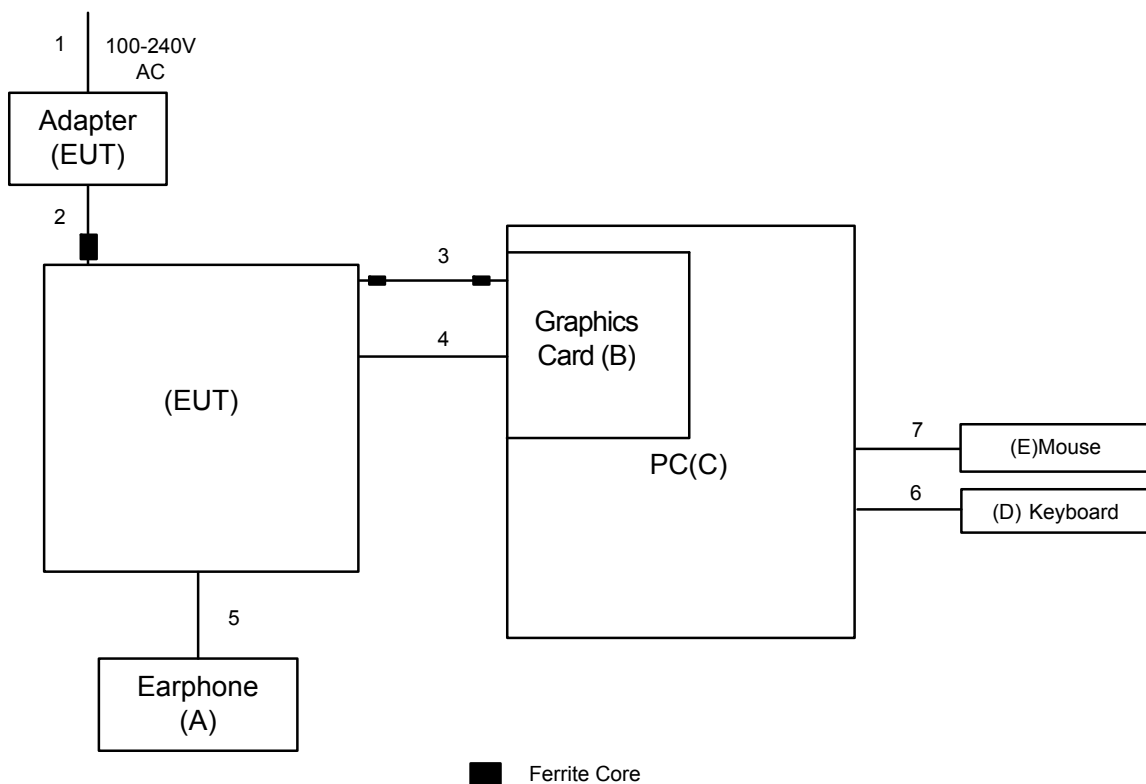 1
100-240V
AC
Adapter
(EUT)
2
3
Graphics
Card (B)
4
(EUT)
7
(E)Mouse
PC(C)
6
(D) Keyboard
5
Earphone
(A)
Ferrite Core